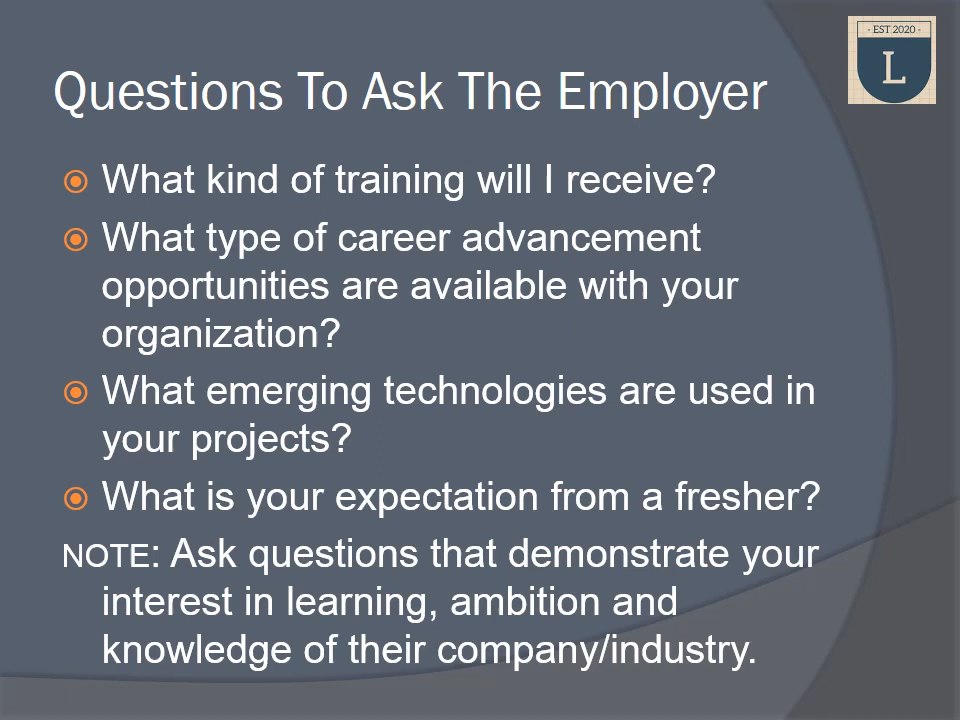 - EST 2020 -
L
Questions To Ask The Employer
What kind of training will I receive?
What type of career advancement
opportunities are available with your
organization?
What emerging technologies are used in
your projects?
What is your expectation from a fresher?
NOTE: Ask questions that demonstrate your
interest in learning, ambition and
knowledge of their company/industry.